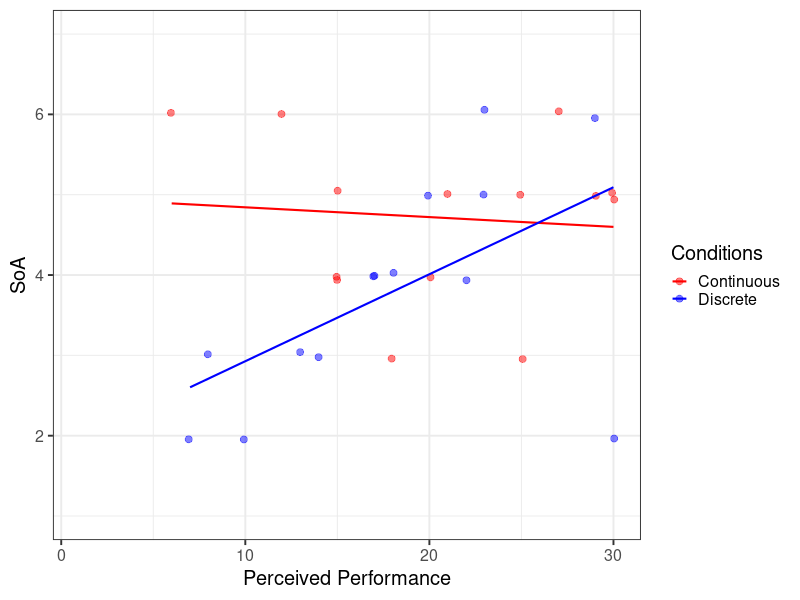 6
4
2
SoA
0 10 20 30
Perceived Performance
Conditions
Continuous
Discrete